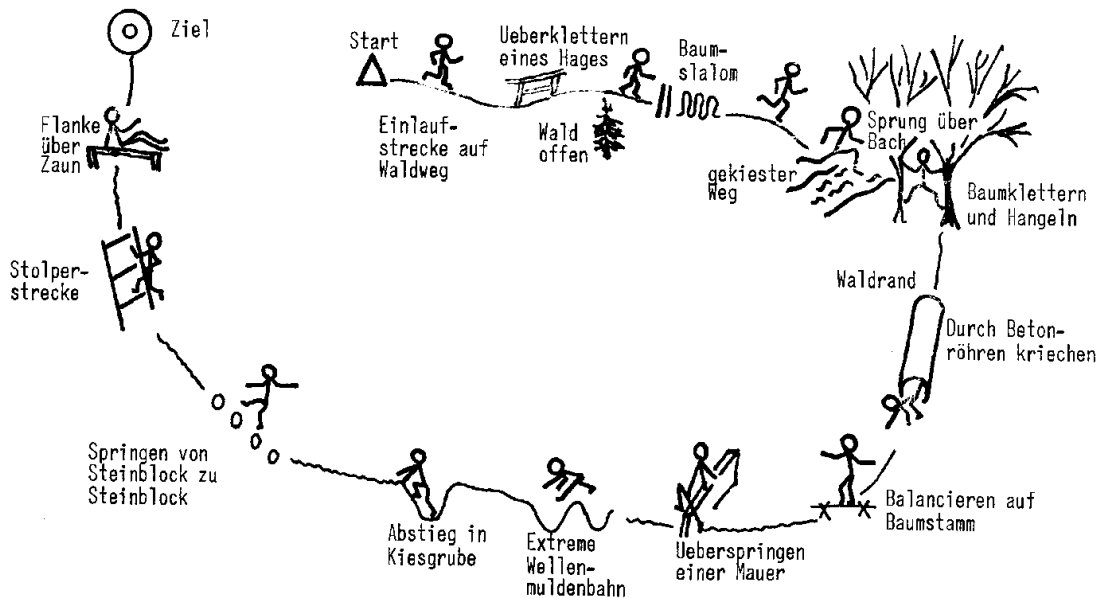 Ziel
Start
Ueberklettern
eines Hages
Baum-
slalom
Einlauf-
strecke auf
Waldweg
Wald
offen
Sprung über
Bach
gekiester
Weg
Baumklettern
und Hangeln
Waldrand
Durch Beton-
röhren kriechen
Balancieren auf
Baumstamm
Ueberspringen
einer Mauer
Extreme
Wellen-
muldenbahn
Abstieg in
Kiesgrube
Springen von
Steinblock zu
Steinblock
Stolper-
strecke
Flanke
über
Zaun